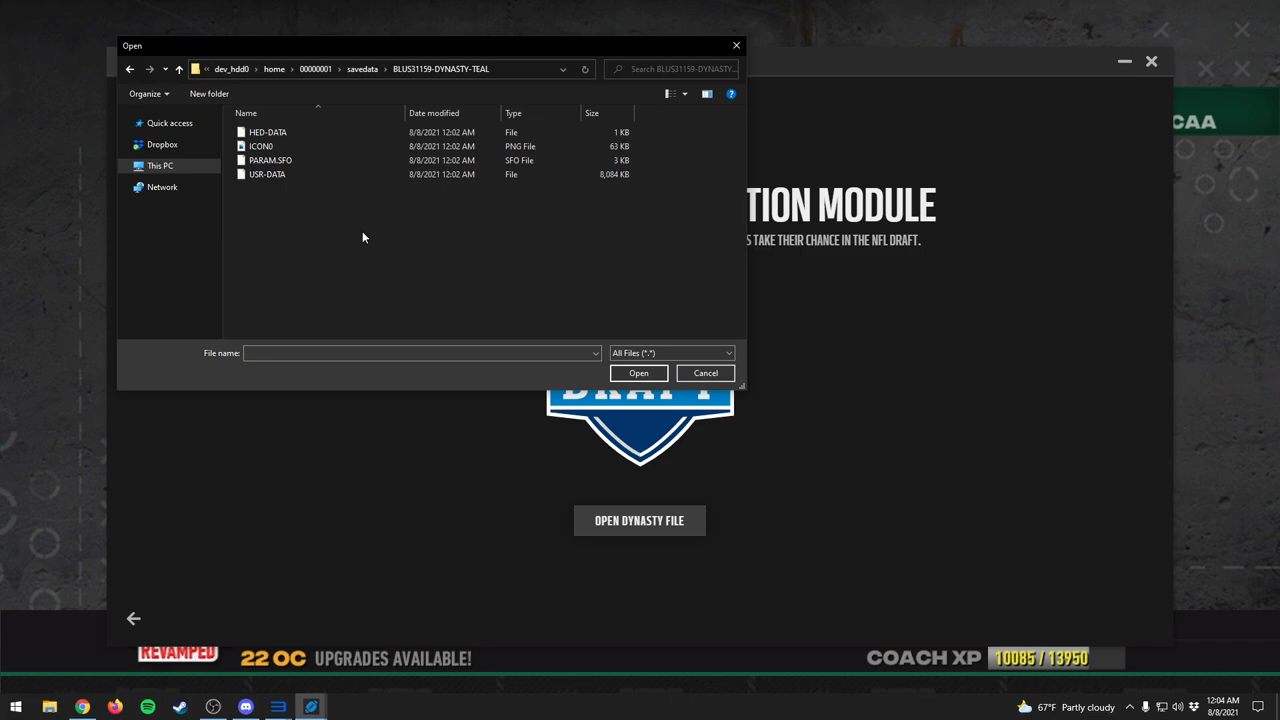 Open
« dev_hdd0 › home › 00000001 › savedata › BLUS31159-DYNASTY-TEAL
Search BLUS31159-DYNASTY...
Organize
New folder
Name
Date modified
Type
Size
Quick access
Dropbox
This PC
Network
HED-DATA 8/8/2021 12:02 AM File 1 KB
ICON0 8/8/2021 12:02 AM PNG File 63 KB
PARAM.SFO 8/8/2021 12:02 AM SFO File 3 KB
USR-DATA 8/8/2021 12:02 AM File 8,084 KB
File name:
All Files (*.*)
Open
Cancel
CAA
TION MODULE
S TAKE THEIR CHANCE IN THE NFL DRAFT.
DRAFT
OPEN DYNASTY FILE
REVAMPED
22 OC UPGRADES AVAILABLE!
COACH XP 10085 / 13950
67°F Partly cloudy
12:04 AM
8/8/2021